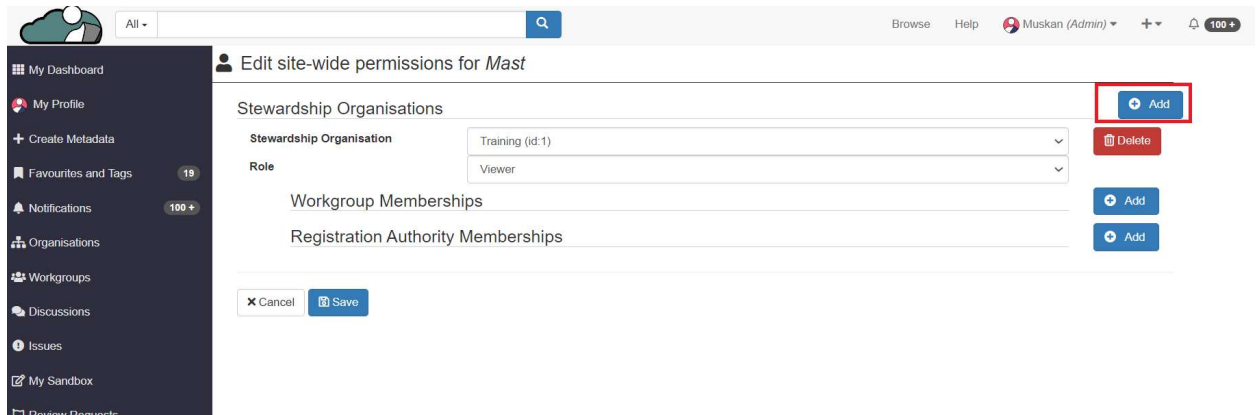 All
Browse
Help
Muskan (Admin)
100 +
My Dashboard
My Profile
Create Metadata
Favourites and Tags 19
Notifications 100 +
Organisations
Workgroups
Discussions
Issues
My Sandbox
Review Requests
Edit site-wide permissions for Mast
Stewardship Organisations
Add
Stewardship Organisation
Training (id:1)
Delete
Role
Viewer
Workgroup Memberships
Add
Registration Authority Memberships
Add
Cancel
Save